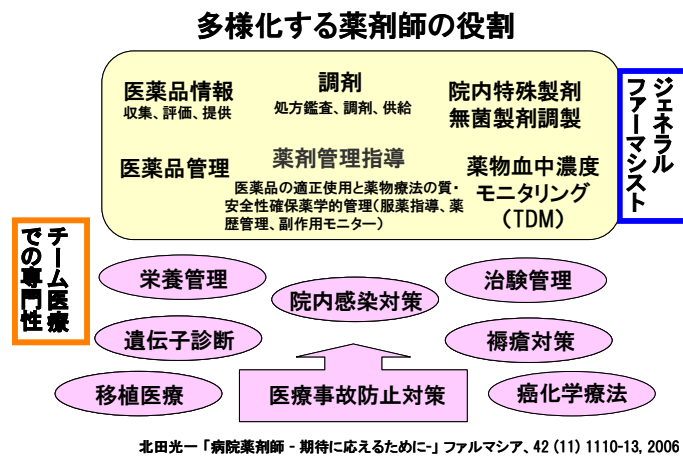 多様化する薬剤師の役割
医薬品情報
収集、評価、提供
調剤
処方鑑査、調剤、供給
院内特殊製剤
無菌製剤調製
医薬品管理
薬剤管理指導
医薬品の適正使用と薬物療法の質・
安全性確保薬学的管理(服薬指導、薬
歴管理、副作用モニター)
薬物血中濃度
モニタリング
(TDM)
ジェネラル
ファーマシスト
チーム医療
での専門性
栄養管理
院内感染対策
治験管理
遺伝子診断
褥瘡対策
移植医療
医療事故防止対策
癌化学療法
北田光一 「病院薬剤師 - 期待に応えるために-」 ファルマシア、42 (11) 1110-13, 2006